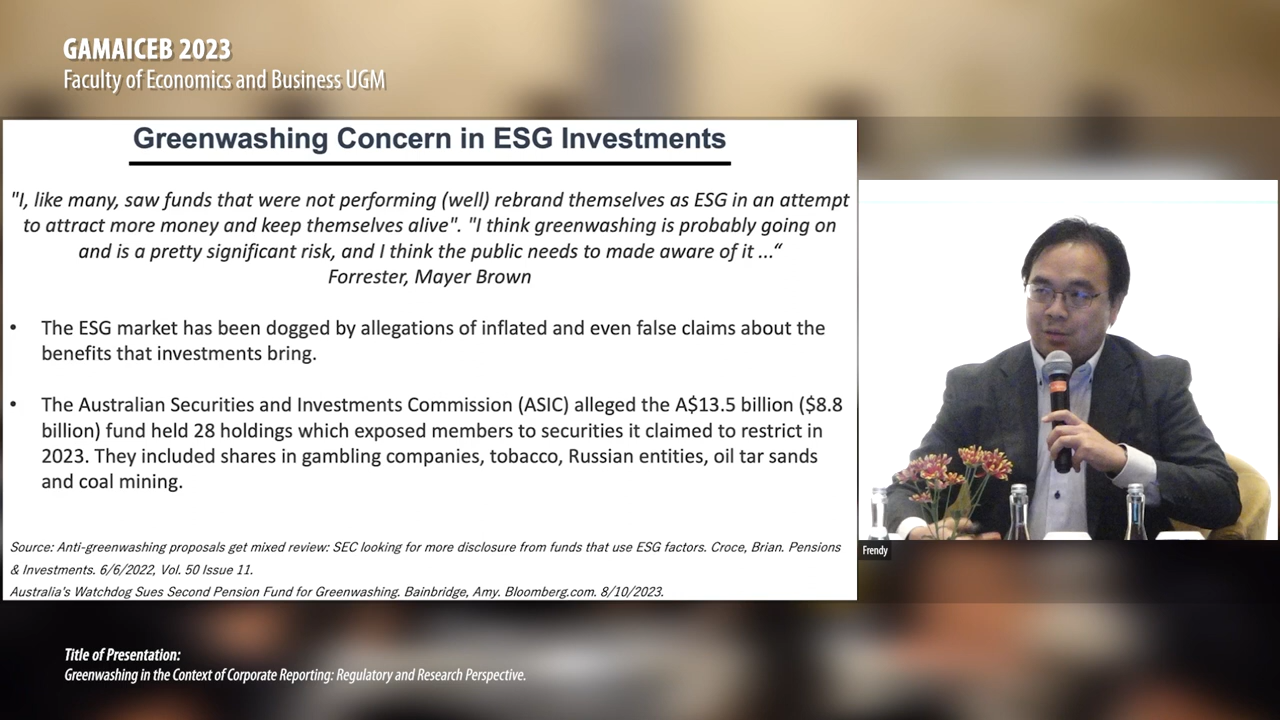 GAMAICEB 2023
Faculty of Economics and Business UGM
Greenwashing Concern in ESG Investments
"I, like many, saw funds that were not performing (well) rebrand themselves as ESG in an attempt
to attract more money and keep themselves alive". "I think greenwashing is probably going on
and is a pretty significant risk, and I think the public needs to made aware of it ...“
Forrester, Mayer Brown
• The ESG market has been dogged by allegations of inflated and even false claims about the
benefits that investments bring.
• The Australian Securities and Investments Commission (ASIC) alleged the A$13.5 billion ($8.8
billion) fund held 28 holdings which exposed members to securities it claimed to restrict in
2023. They included shares in gambling companies, tobacco, Russian entities, oil tar sands
and coal mining.
Source: Anti-greenwashing proposals get mixed review: SEC looking for more disclosure from funds that use ESG factors. Croce, Brian. Pensions
& Investments. 6/6/2022, Vol. 50 Issue 11.
Australia's Watchdog Sues Second Pension Fund for Greenwashing. Bainbridge, Amy. Bloomberg.com. 8/10/2023.
Frendy
Title of Presentation:
Greenwashing in the Context of Corporate Reporting: Regulatory and Research Perspective.